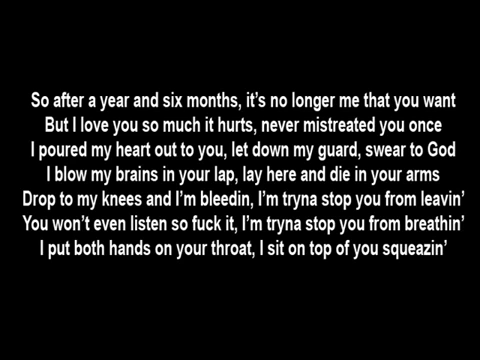 So after a year and six months, it's no longer me that you want
But I love you so much it hurts, never mistreated you once
I poured my heart out to you, let down my guard, swear to God
I blow my brains in your lap, lay here and die in your arms
Drop to my knees and I'm bleedin, I'm tryna stop you from leavin'
You won't even listen so fuck it, I'm tryna stop you from breathin'
I put both hands on your throat, I sit on top of you squeazin'